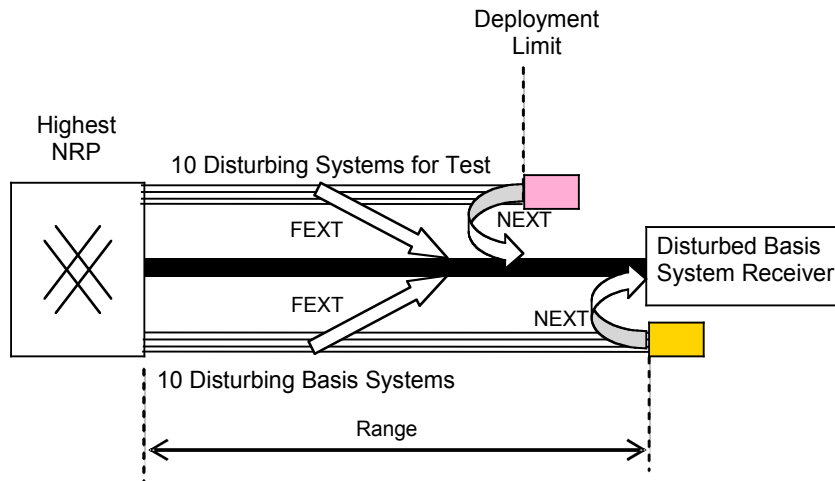 Deployment
Limit
Highest
NRP
10 Disturbing Systems for Test
FEXT
NEXT
Disturbed Basis
System Receiver
FEXT
NEXT
10 Disturbing Basis Systems
Range